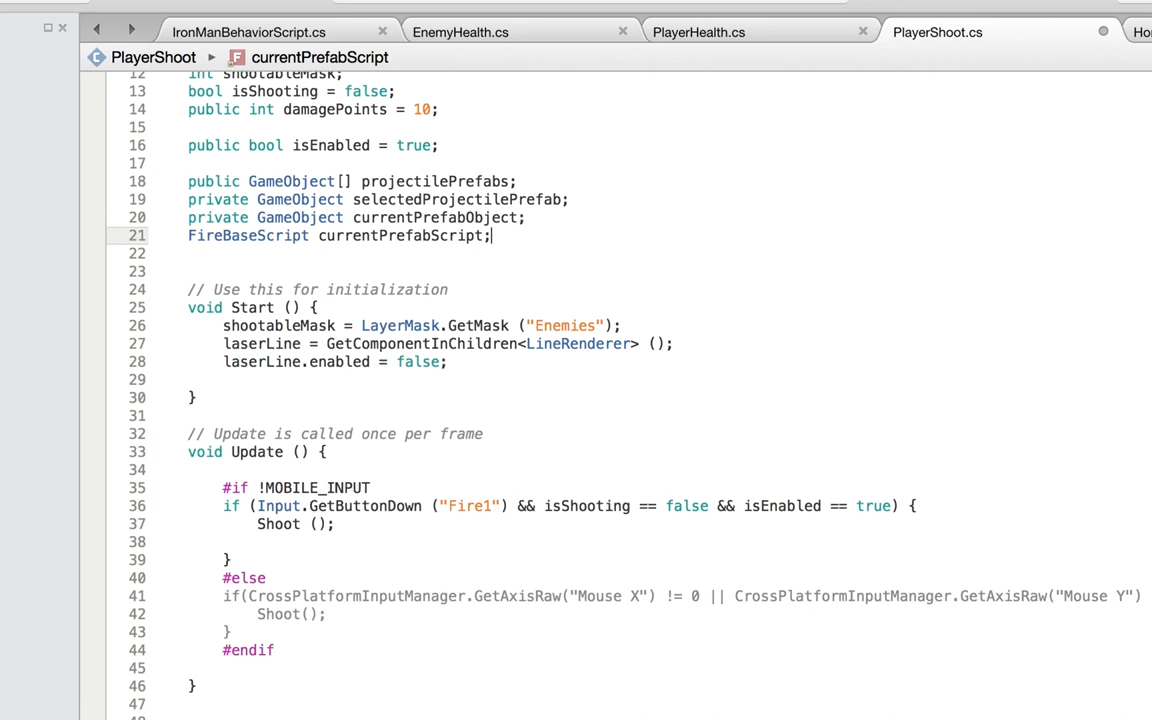 IronManBehaviorScript.cs EnemyHealth.cs PlayerHealth.cs PlayerShoot.cs Hor
PlayerShoot ▸ currentPrefabScript
12 int shootableMask;
13 bool isShooting = false;
14 public int damagePoints = 10;
15
16 public bool isEnabled = true;
17
18 public GameObject[] projectilePrefabs;
19 private GameObject selectedProjectilePrefab;
20 private GameObject currentPrefabObject;
21 FireBaseScript currentPrefabScript;
22
23
24 // Use this for initialization
25 void Start () {
26 shootableMask = LayerMask.GetMask ("Enemies");
27 laserLine = GetComponentInChildren<LineRenderer> ();
28 laserLine.enabled = false;
29
30 }
31
32 // Update is called once per frame
33 void Update () {
34
35 #if !MOBILE_INPUT
36 if (Input.GetButtonDown ("Fire1") && isShooting == false && isEnabled == true) {
37 Shoot ();
38
39 }
40 #else
41 if(CrossPlatformInputManager.GetAxisRaw("Mouse X") != 0 || CrossPlatformInputManager.GetAxisRaw("Mouse Y")
42 Shoot();
43 }
44 #endif
45
46 }
47